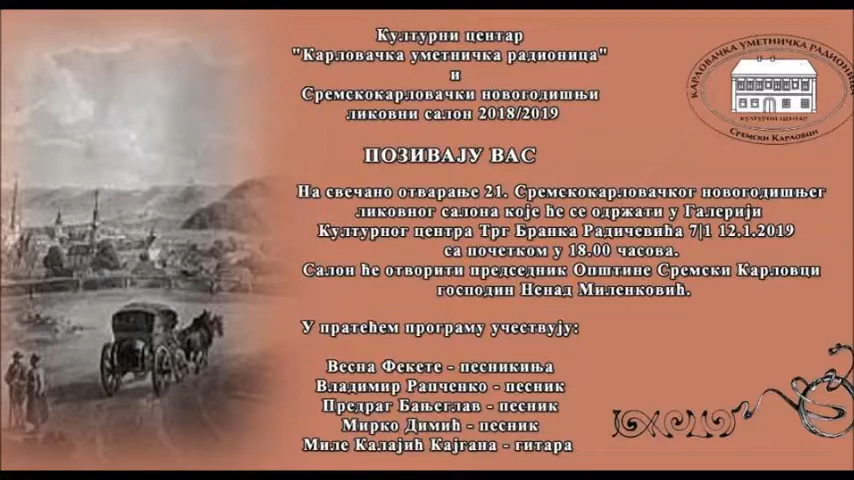 Културни центар
"Карловачка уметничка радионица"
и
Сремскокарловачки новогодишњи
ликовни салон 2018/2019
ПОЗИВАЈУ ВАС
На свечано отварање 21. Сремскокарловачког новогодишњег
ликовног салона које ће се одржати у Галерији
Културног центра Трг Бранка Радичевића 7|1 12.1.2019
са почетком у 18.00 часова.
Салон ће отворити председник Општине Сремски Карловци
господин Ненад Миленковић.
У пратећем програму учествују:
Весна Фекете - песникиња
Владимир Рапченко - песник
Предраг Бањеглав - песник
Мирко Димић - песник
Миле Калајић Кајгана - гитара
КАРЛОВАЧКА УМЕТНИЧКА РАДИОНИЦА
КУЛТУРНИ ЦЕНТАР
СРЕМСКИ КАРЛОВЦИ